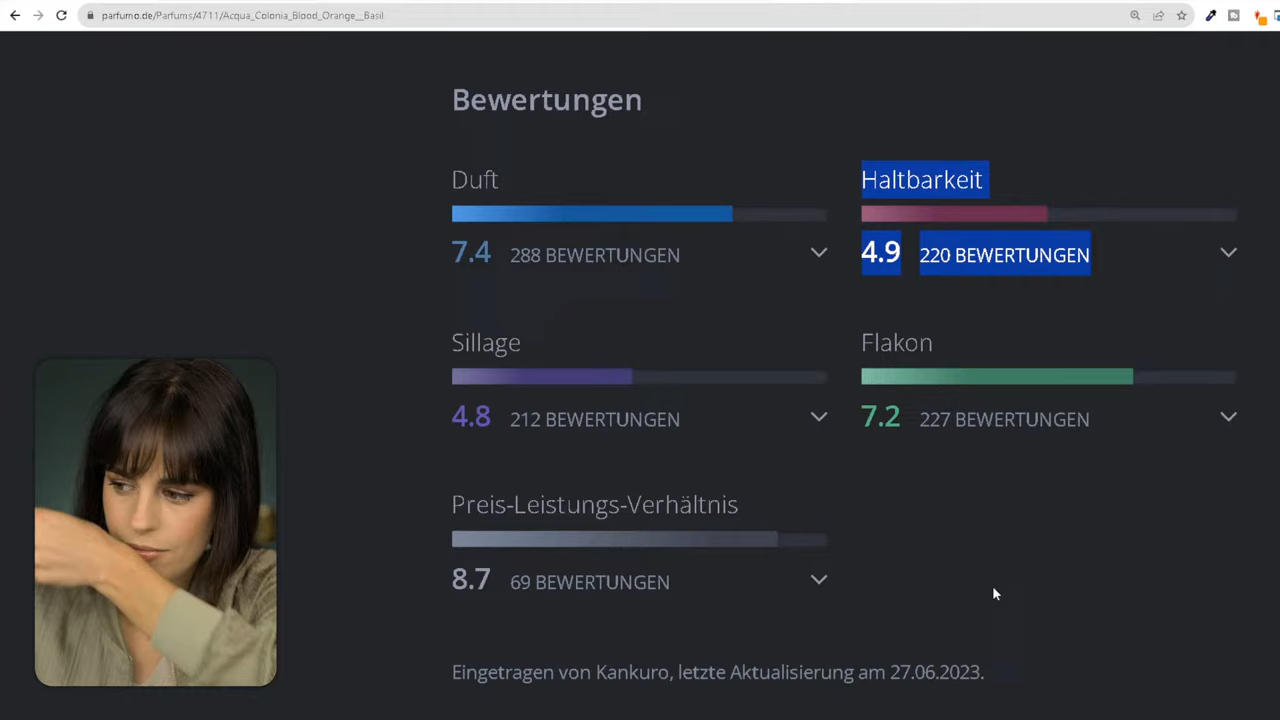 parfumo.de/Parfums/4711/Acqua_Colonia_Blood_Orange__Basil
Bewertungen
Duft
7.4 288 BEWERTUNGEN
Haltbarkeit
4.9 220 BEWERTUNGEN
Sillage
4.8 212 BEWERTUNGEN
Flakon
7.2 227 BEWERTUNGEN
Preis-Leistungs-Verhältnis
8.7 69 BEWERTUNGEN
Eingetragen von Kankuro, letzte Aktualisierung am 27.06.2023.